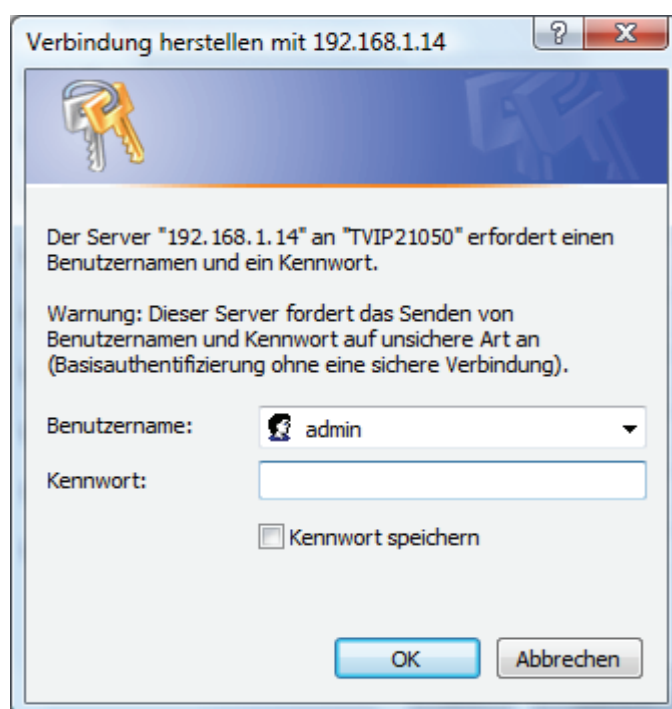 Verbindung herstellen mit 192.168.1.14
Der Server "192.168.1.14" an "TVIP21050" erfordert einen
Benutzernamen und ein Kennwort.
Warnung: Dieser Server fordert das Senden von
Benutzernamen und Kennwort auf unsichere Art an
(Basisauthentifizierung ohne eine sichere Verbindung).
Benutzername:
admin
Kennwort:
Kennwort speichern
OK
Abbrechen